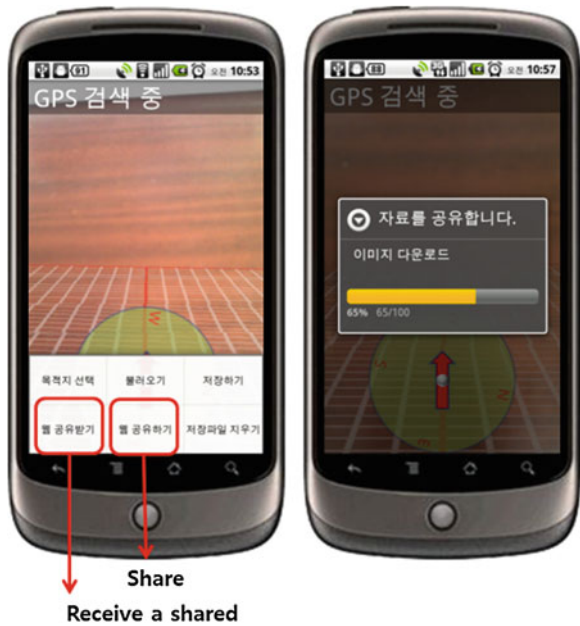 91 오전 10:53
GPS 검색 중
W
목적지 선택 불러오기 저장하기
웹 공유받기 웹 공유하기 저장파일 지우기
Share
Receive a shared
88 3G 오전 10:57
GPS 검색 중
자료를 공유합니다.
이미지 다운로드
65% 65/100
S
N
E